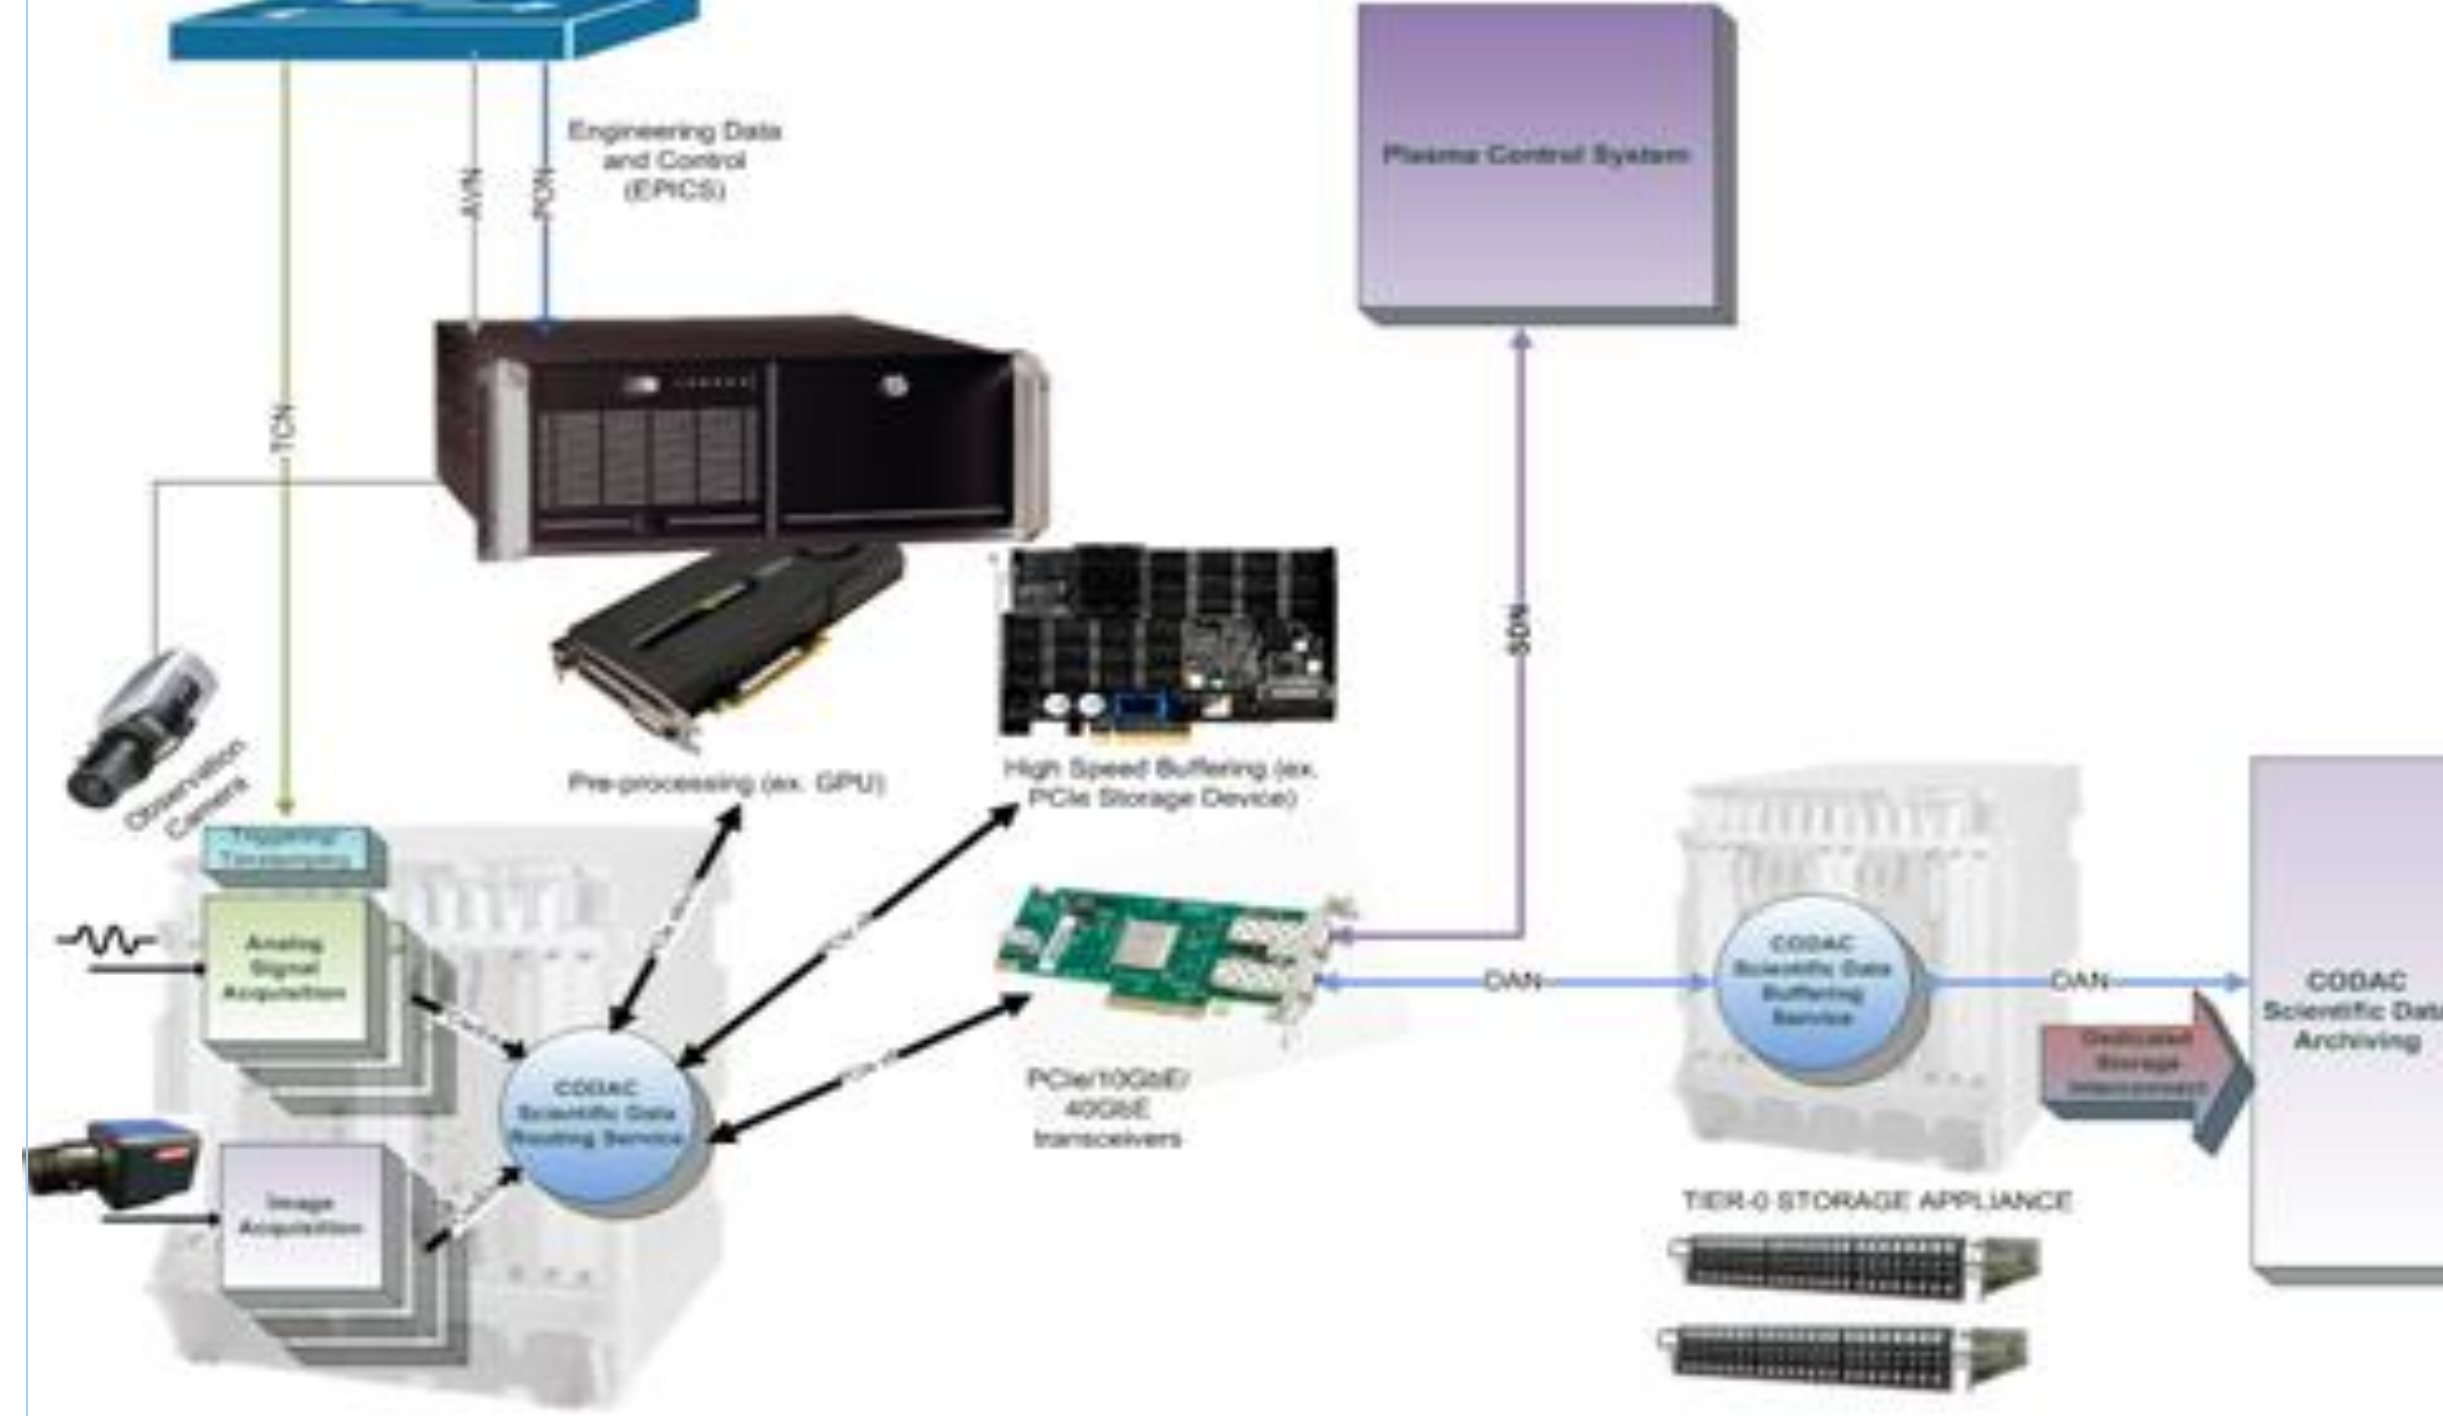 Engineering Data
and Control
(EPICS)
AVN
PON
TCN
Plasma Control System
SDN
Observation
Camera
Pre-processing (ex. GPU)
High Speed Buffering (ex.
PCIe Storage Device)
Triggering/
Analog
Signal
Acquisition
Image
Acquisition
CODAC
Scientific Data
Routing Service
PCIe/10GbE/
40GbE
transceivers
DAN
CODAC
Scientific Data
Buffering
Service
DAN
Dedicated
Storage
Interconnect
CODAC
Scientific Data
Archiving
TIER-0 STORAGE APPLIANCE